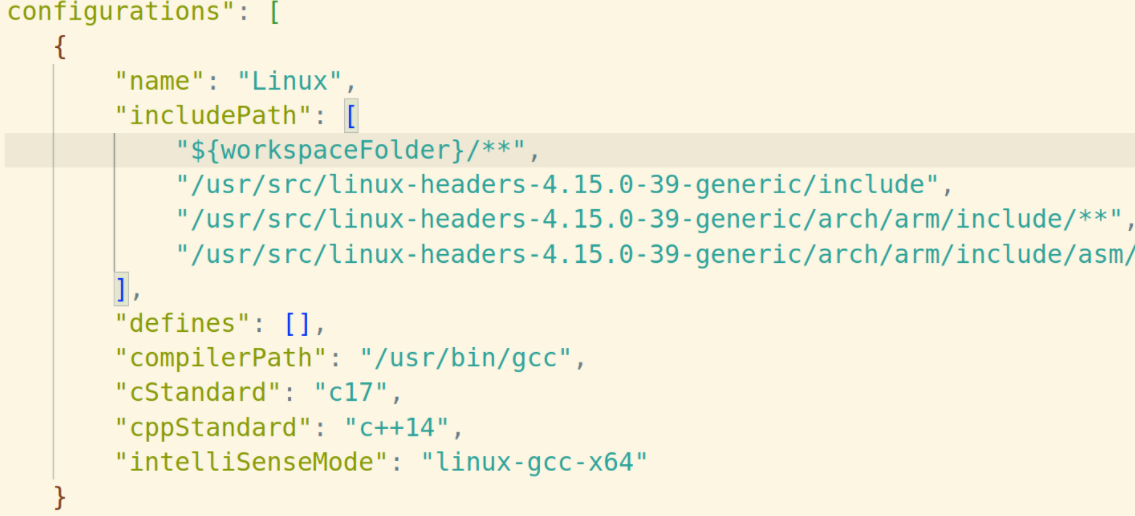 configurations": [
{
"name": "Linux",
"includePath": [
"${workspaceFolder}/**",
"/usr/src/linux-headers-4.15.0-39-generic/include",
"/usr/src/linux-headers-4.15.0-39-generic/arch/arm/include/**",
"/usr/src/linux-headers-4.15.0-39-generic/arch/arm/include/asm/
],
"defines": [],
"compilerPath": "/usr/bin/gcc",
"cStandard": "c17",
"cppStandard": "c++14",
"intelliSenseMode": "linux-gcc-x64"
}